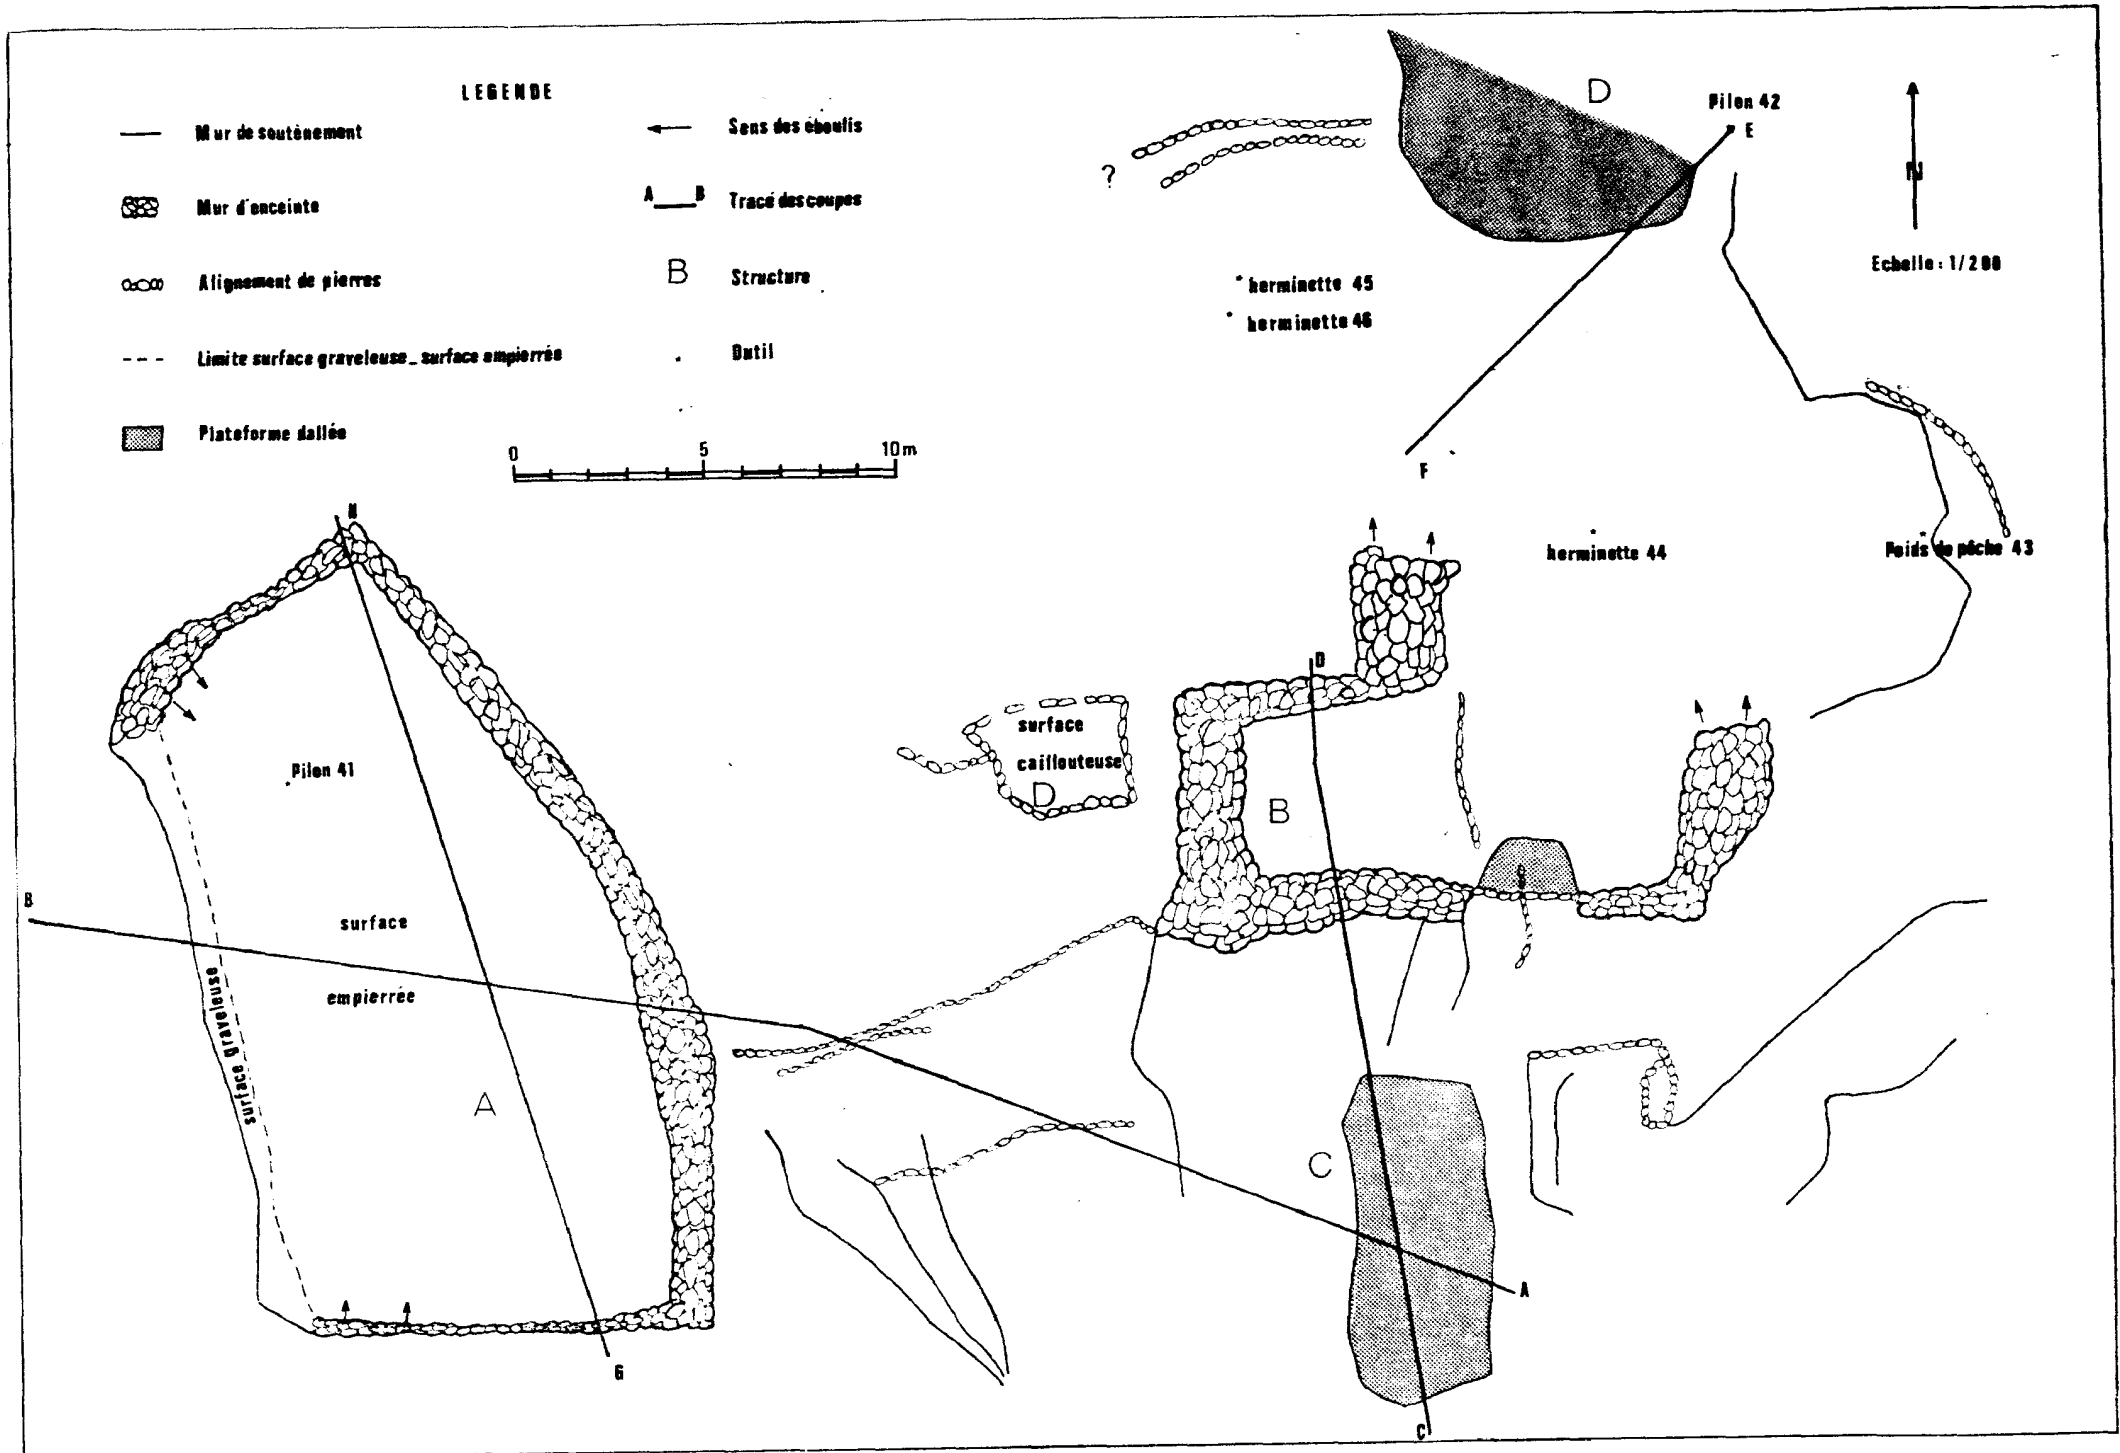 LEGENDE
Mur de soutènement
Mur d'enceinte
Alignement de pierres
Limite surface graveleuse_surface empierrée
Plateforme dallée
Sens des éboulis
A B Tracé des coupes
B Structure
Outil
0 5 10m
D
Pilon 42
E
N
Echelle : 1/200
?
herminette 45
herminette 46
F
herminette 44
Poids de pêche 43
H
D
surface
caillouteuse
D
Pilon 41
B
B
surface
empierrée
surface graveleuse
A
C
A
G
C